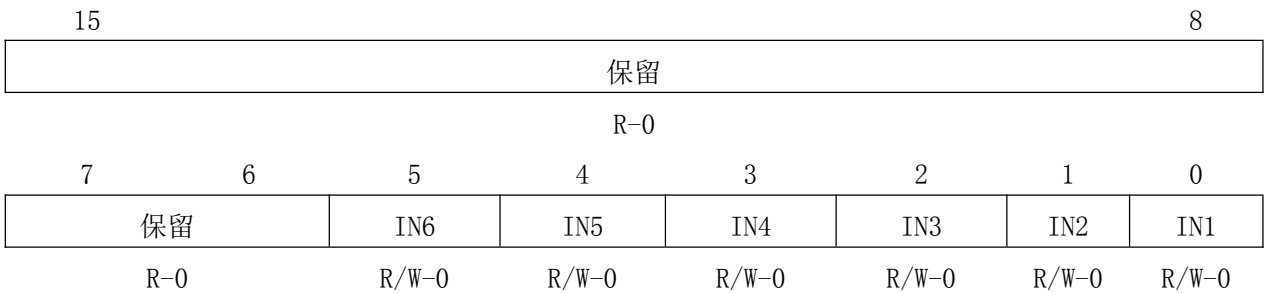 15 8
保留
R-0
7 6 5 4 3 2 1 0
保留 IN6 IN5 IN4 IN3 IN2 IN1
R-0 R/W-0 R/W-0 R/W-0 R/W-0 R/W-0 R/W-0